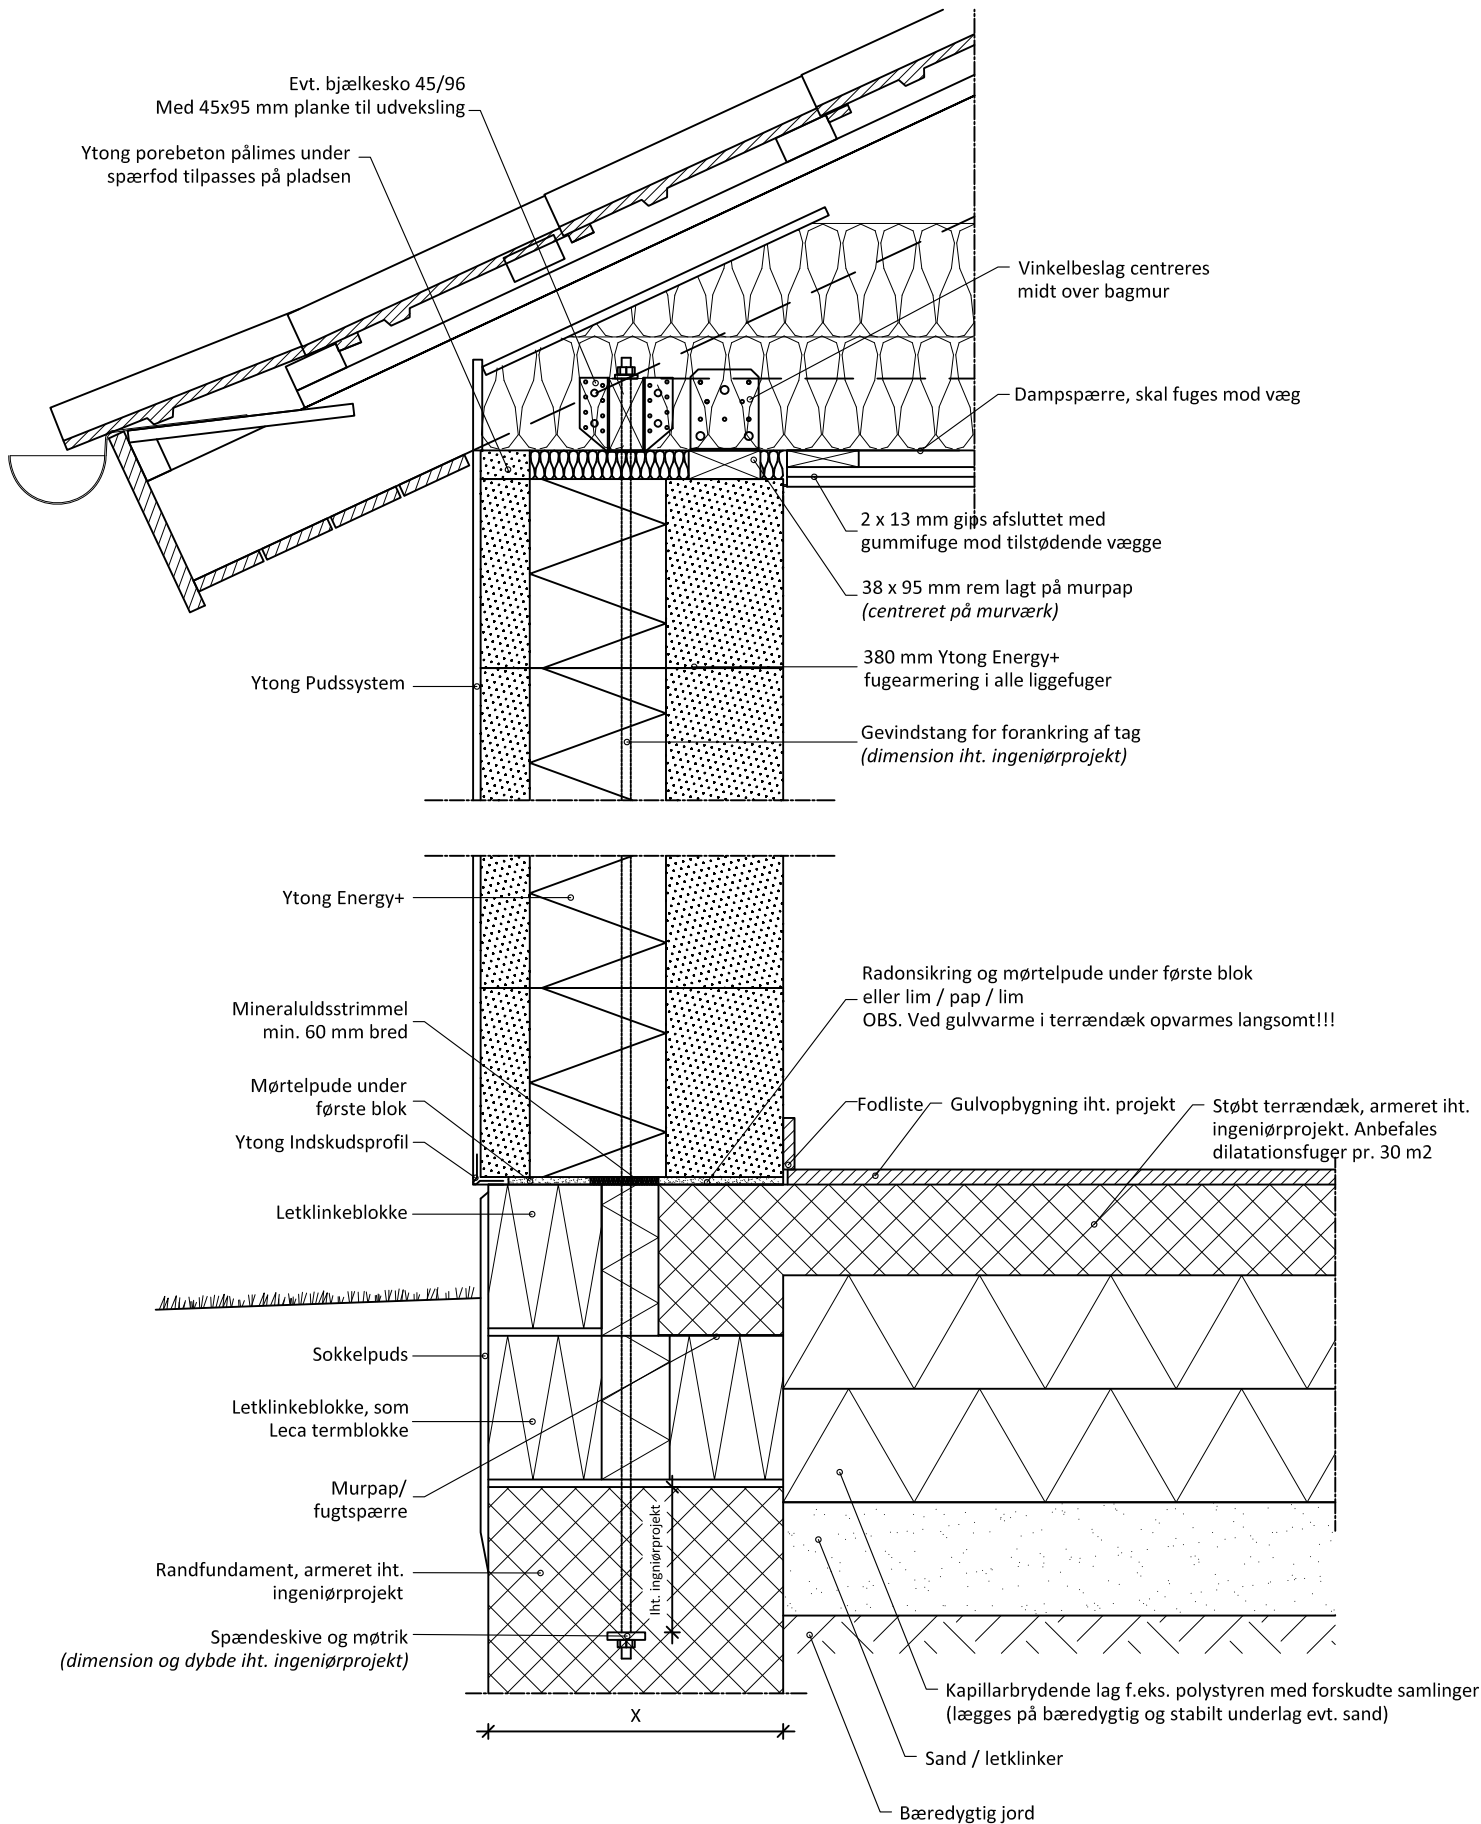 Evt. bjælkesko 45/96
Med 45x95 mm planke til udveksling
Ytong porebeton pålimes under
spærfod tilpasses på pladsen
Vinkelbeslag centreres
midt over bagmur
Dampspærre, skal fuges mod væg
2 x 13 mm gips afsluttet med
gummifuge mod tilstødende vægge
38 x 95 mm rem lagt på murpap
(centreret på murværk)
380 mm Ytong Energy+
fugearmering i alle liggefuger
Ytong Pudssystem
Gevindstang for forankring af tag
(dimension iht. ingeniørprojekt)
Ytong Energy+
Radonsikring og mørtelpude under første blok
eller lim / pap / lim
OBS. Ved gulvvarme i terrændæk opvarmes langsomt!!!
Mineraluldsstrimmel
min. 60 mm bred
Mørtelpude under
første blok
Ytong Indskudsprofil
Fodliste
Gulvopbygning iht. projekt
Støbt terrændæk, armeret iht.
ingeniørprojekt. Anbefales
dilatationsfuger pr. 30 m2
Letklinkeblokke
Sokkelpuds
Letklinkeblokke, som
Leca termblokke
Murpap/
fugtspærre
Iht. ingniørprojekt
Randfundament, armeret iht.
ingeniørprojekt
Spændeskive og møtrik
(dimension og dybde iht. ingeniørprojekt)
Kapillarbrydende lag f.eks. polystyren med forskudte samlinger
(lægges på bæredygtig og stabilt underlag evt. sand)
X
Sand / letklinker
Bæredygtig jord